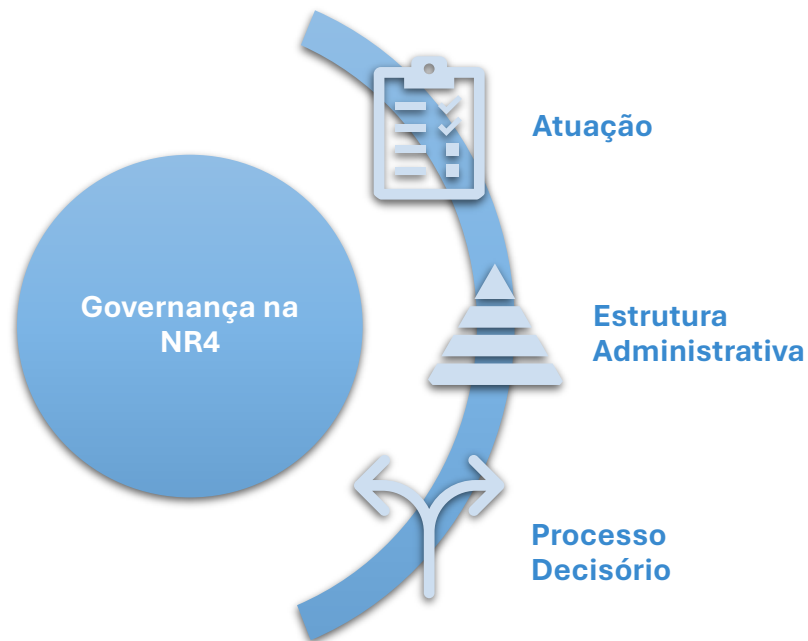 Atuação
Governança na
NR4
Estrutura
Administrativa
Processo
Decisório